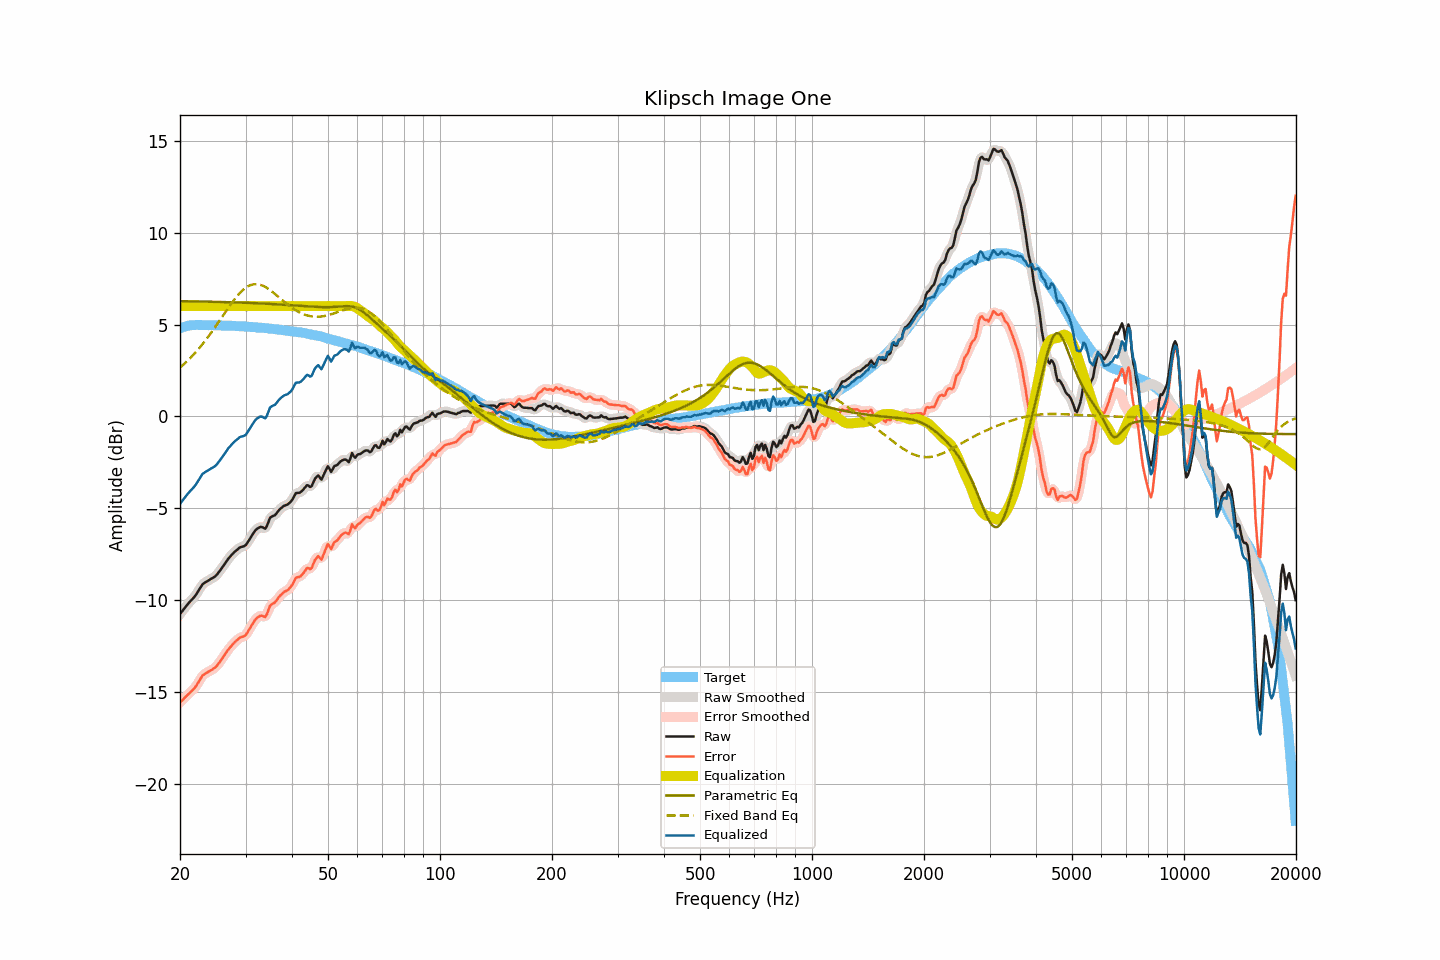 Klipsch Image One
15
10
5
0
−5
−10
−15
−20
Amplitude (dBr)
Target
Raw Smoothed
Error Smoothed
Raw
Error
Equalization
Parametric Eq
Fixed Band Eq
Equalized
20 50 100 200 500 1000 2000 5000 10000 20000
Frequency (Hz)